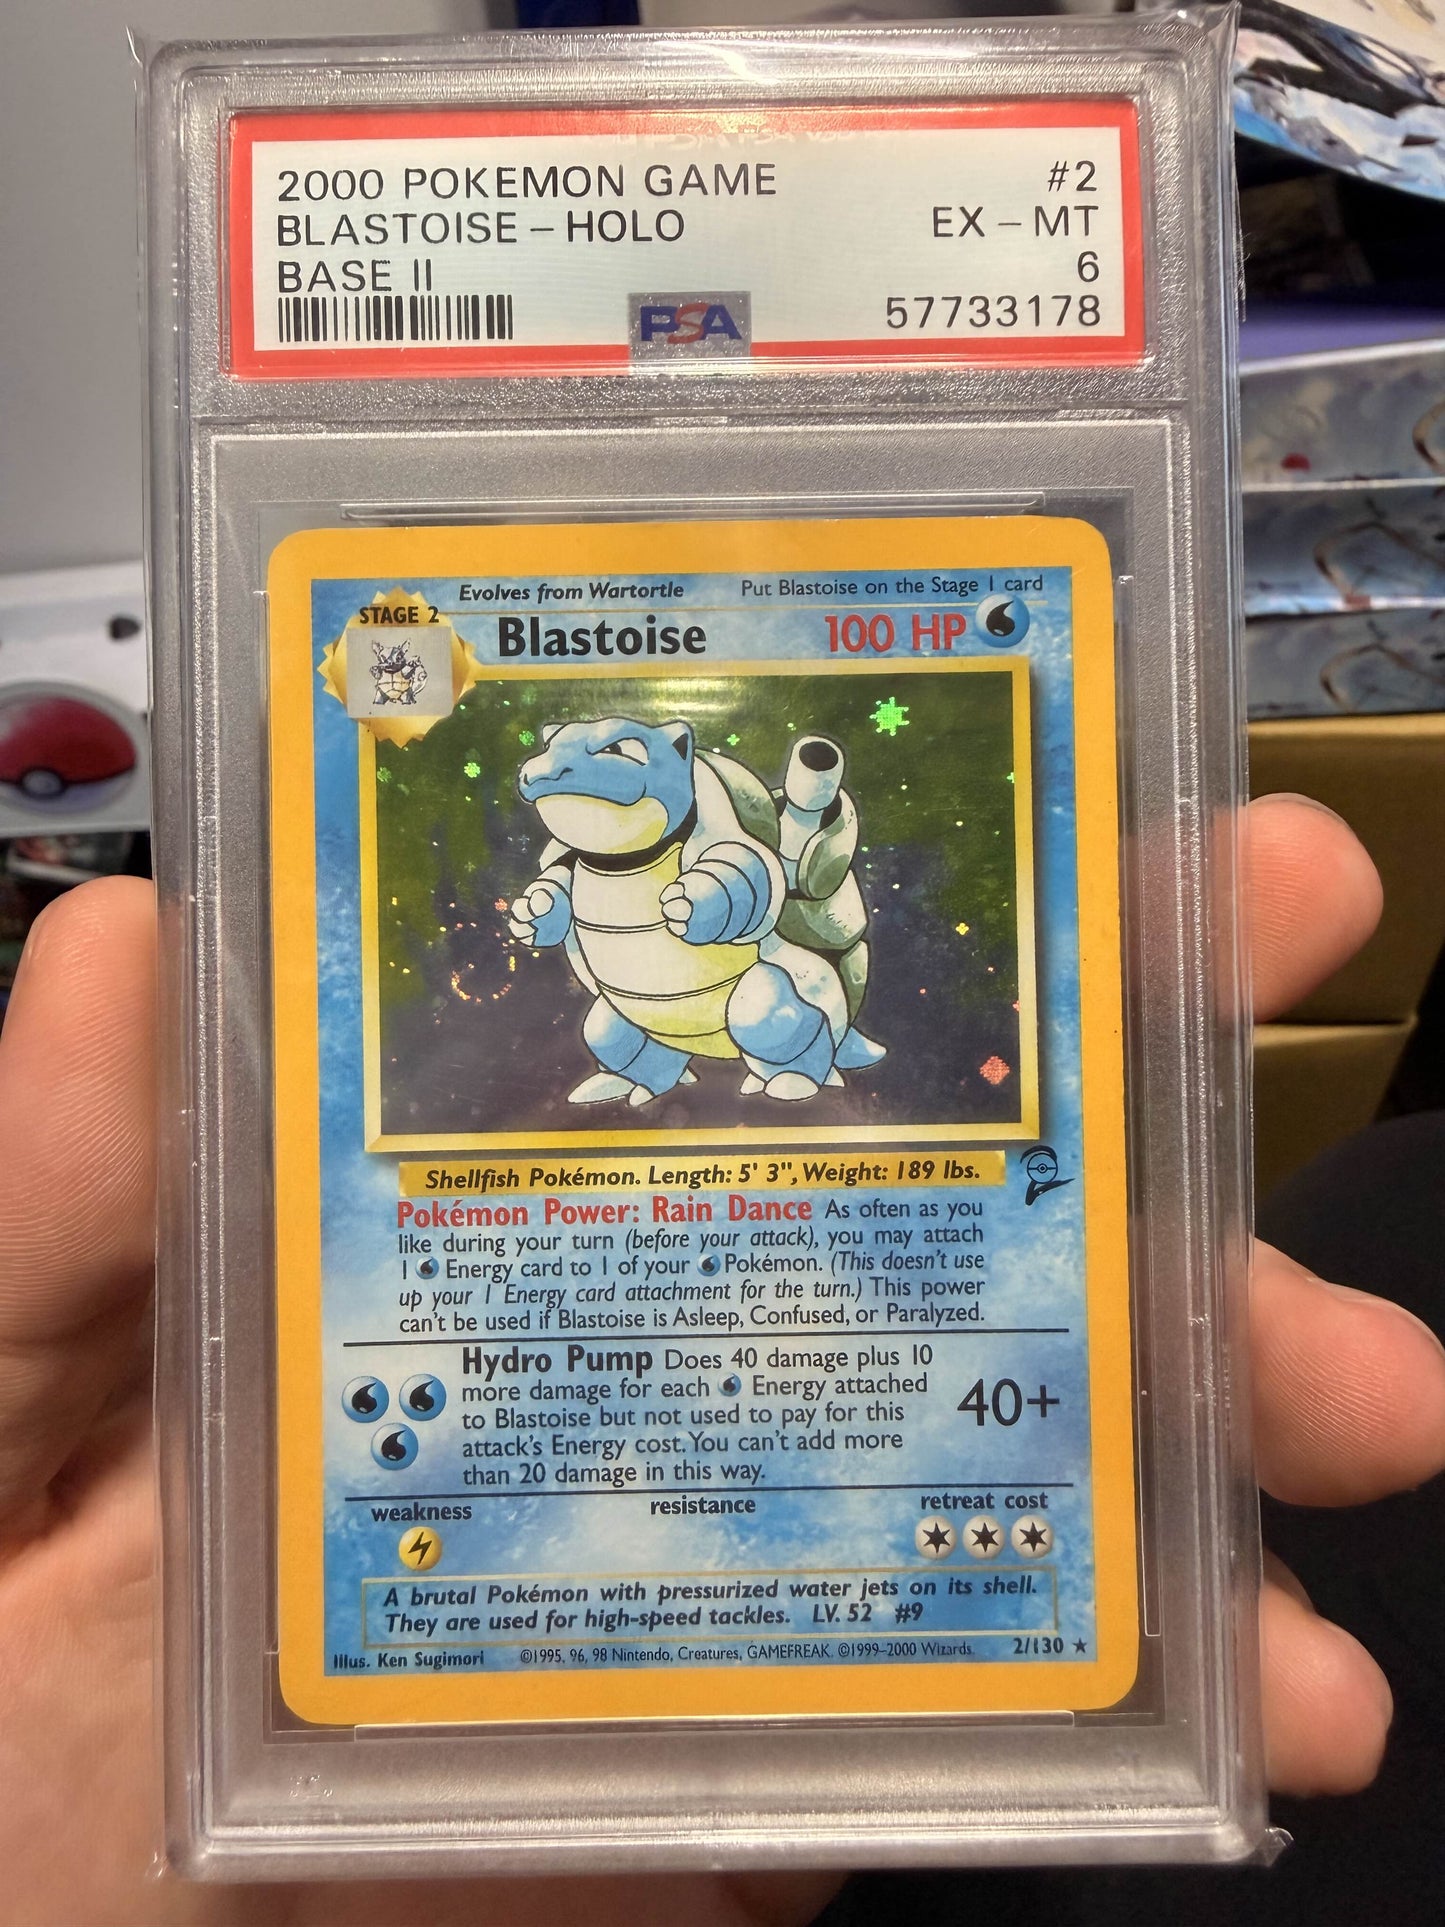 2000 POKEMON GAME #2
BLASTOISE - HOLO EX - MT
BASE II 6
57733178
PSA
Evolves from Wartortle Put Blastoise on the Stage 1 card
STAGE 2
Blastoise 100 HP
Shellfish Pokémon. Length: 5' 3", Weight: 189 lbs.
Pokémon Power: Rain Dance As often as you
like during your turn (before your attack), you may attach
1 Energy card to 1 of your Pokémon. (This doesn't use
up your 1 Energy card attachment for the turn.) This power
can't be used if Blastoise is Asleep, Confused, or Paralyzed.
Hydro Pump Does 40 damage plus 10
more damage for each Energy attached
to Blastoise but not used to pay for this
attack's Energy cost. You can't add more
than 20 damage in this way.
40+
weakness resistance retreat cost
A brutal Pokémon with pressurized water jets on its shell.
They are used for high-speed tackles. LV. 52 #9
Illus. Ken Sugimori ©1995, 96, 98 Nintendo, Creatures, GAMEFREAK. ©1999-2000 Wizards. 2/130 ★